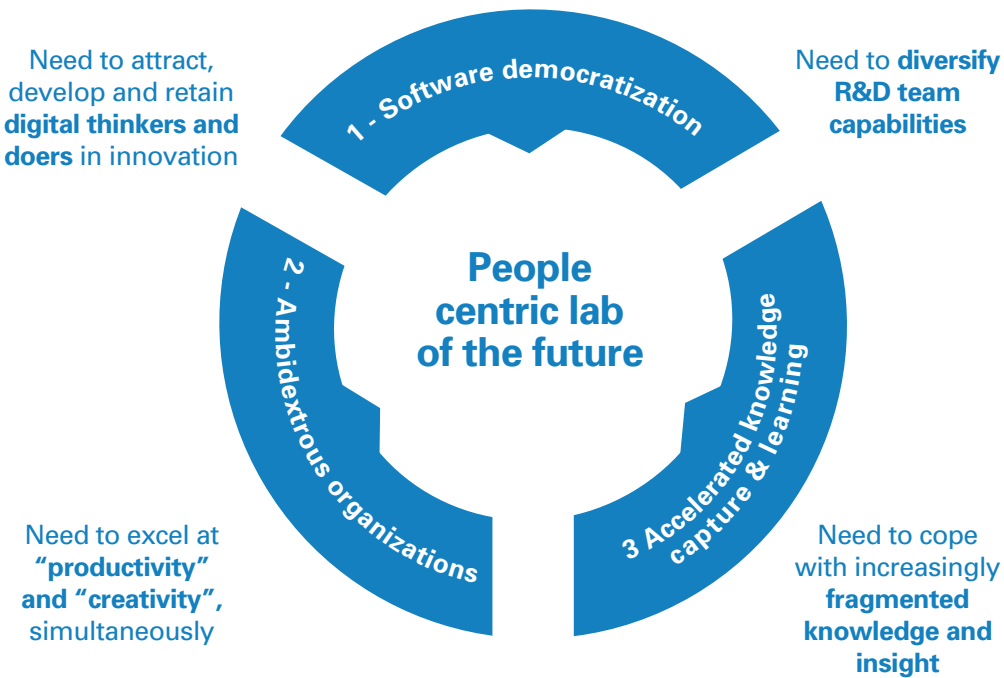 Need to attract,
develop and retain
digital thinkers and
doers in innovation
1 - Software democratization
Need to diversify
R&D team
capabilities
People
centric lab
of the future
2 - Ambidextrous organizations
3 Accelerated knowledge
capture & learning
Need to excel at
“productivity”
and “creativity”,
simultaneously
Need to cope
with increasingly
fragmented
knowledge and
insight